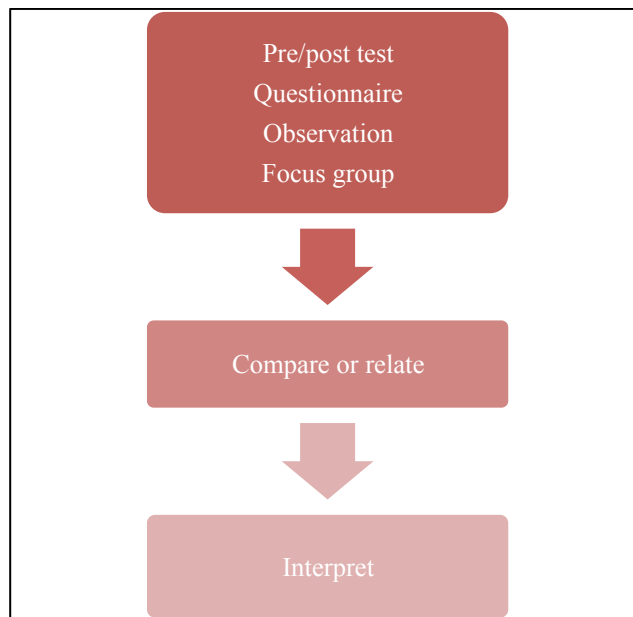 Pre/post test
Questionnaire
Observation
Focus group
Compare or relate
Interpret